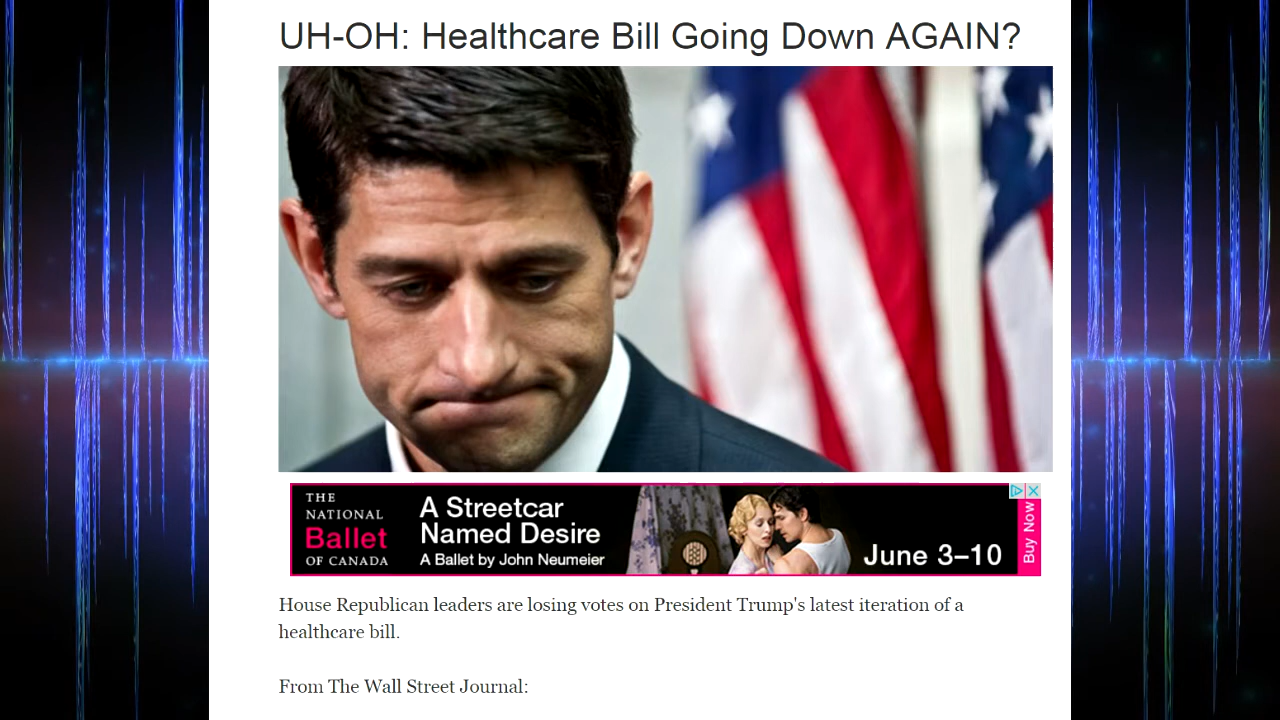 UH-OH: Healthcare Bill Going Down AGAIN?
THE
NATIONAL
Ballet
OF CANADA
A Streetcar
Named Desire
A Ballet by John Neumeier
June 3–10
Buy Now
House Republican leaders are losing votes on President Trump's latest iteration of a
healthcare bill.
From The Wall Street Journal: